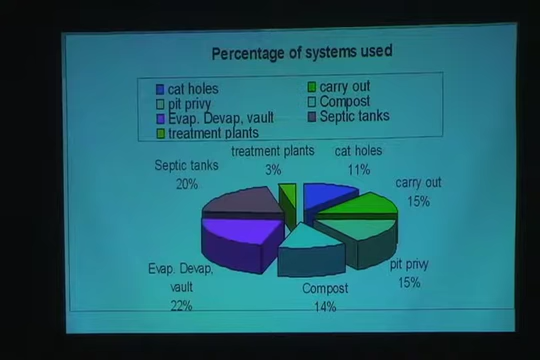 Percentage of systems used
cat holes
carry out
pit privy
Compost
Evap. Devap, vault
Septic tanks
treatment plants
treatment plants
3%
cat holes
11%
Septic tanks
20%
carry out
15%
pit privy
15%
Evap. Devap,
vault
22%
Compost
14%